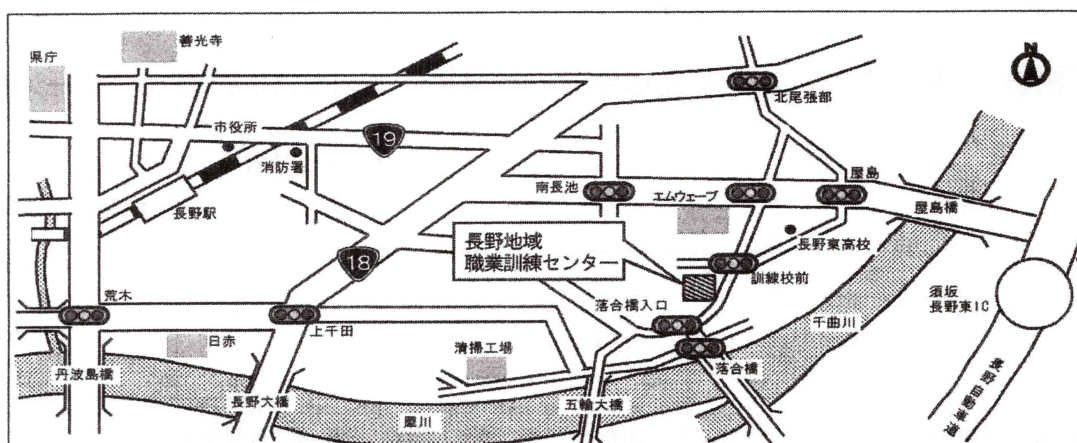 善光寺
県庁
N
北尾張部
市役所
19
消防署
屋島
南長池
エムウェーブ
長野駅
屋島橋
長野地域
職業訓練センター
長野東高校
18
訓練校前
荒木
落合橋入口
千曲川
須坂
長野東IC
上千田
日赤
清掃工場
落合橋
丹波島橋
長野大橋
五輪大橋
犀川
長野自動車道